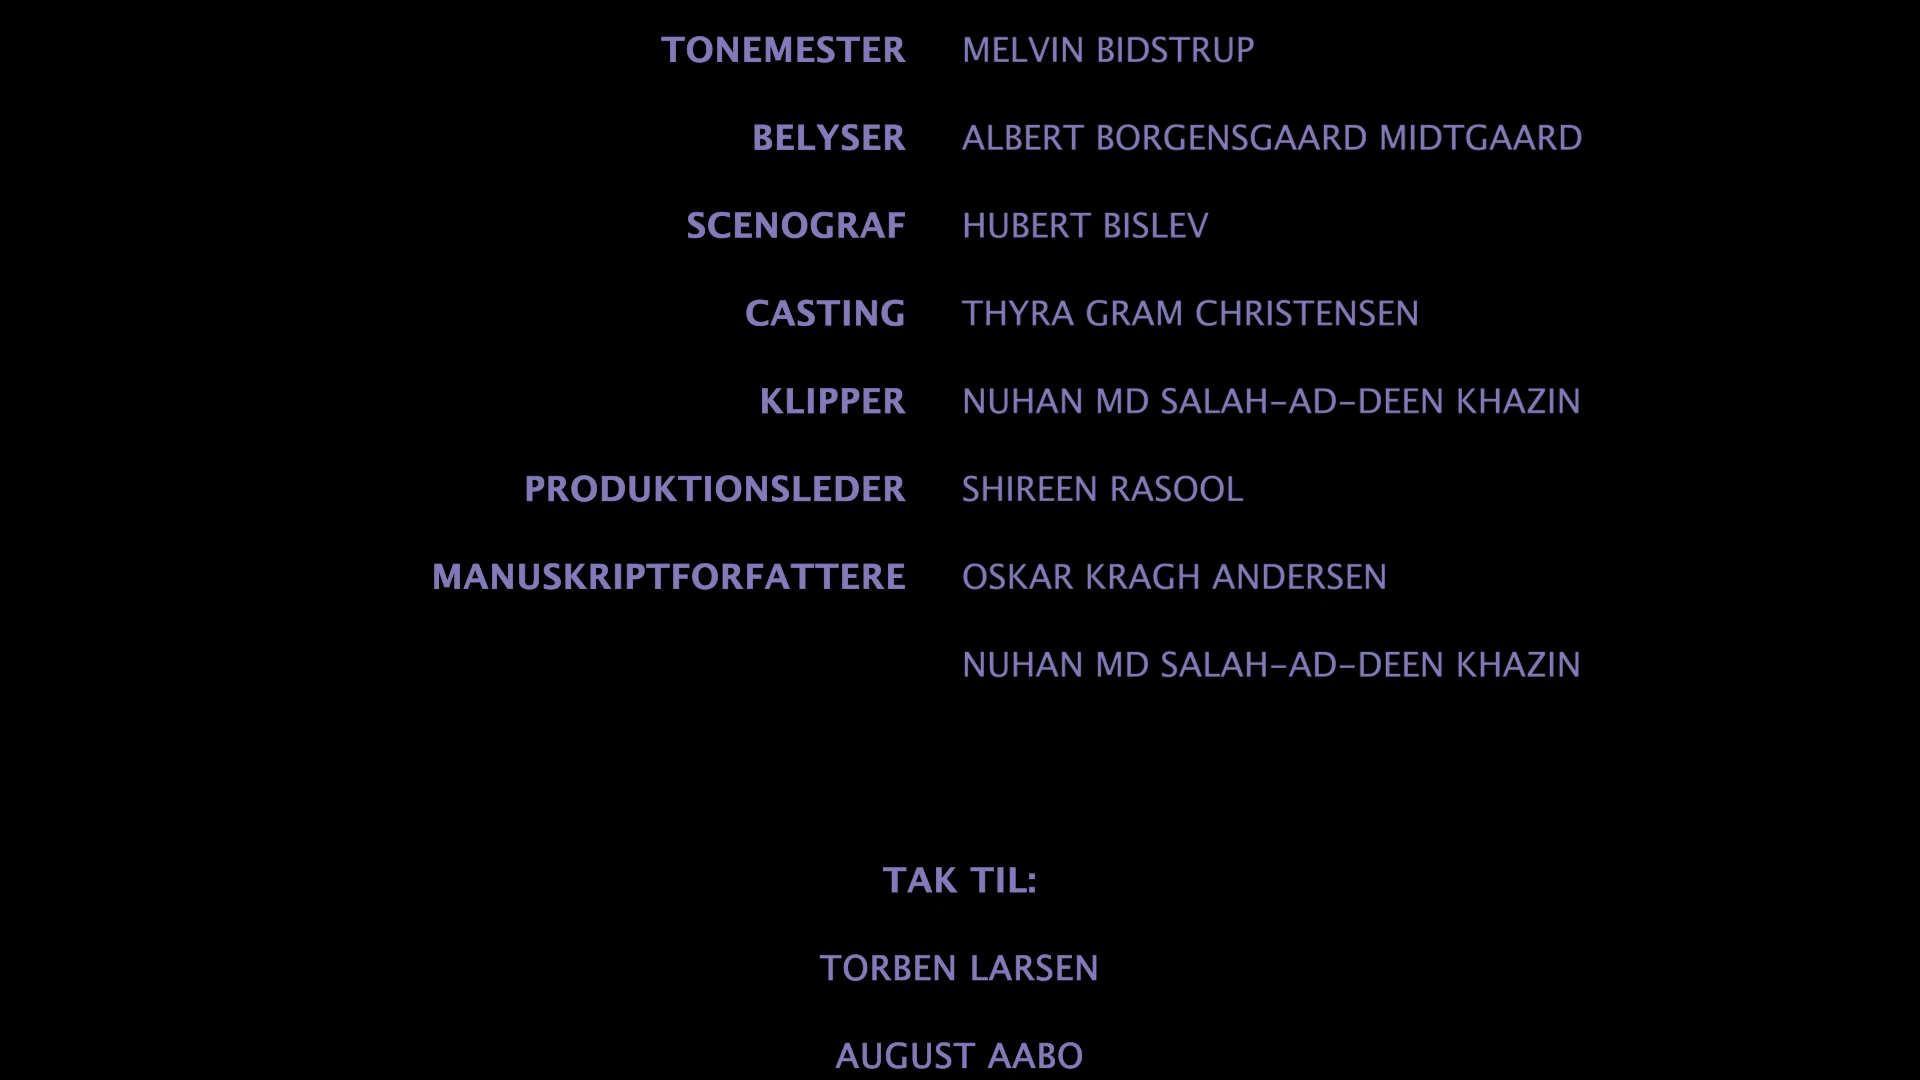 TONEMESTER MELVIN BIDSTRUP
BELYSER ALBERT BORGENSGAARD MIDTGAARD
SCENOGRAF HUBERT BISLEV
CASTING THYRA GRAM CHRISTENSEN
KLIPPER NUHAN MD SALAH-AD-DEEN KHAZIN
PRODUKTIONSLEDER SHIREEN RASOOL
MANUSKRIPTFORFATTERE OSKAR KRAGH ANDERSEN
NUHAN MD SALAH-AD-DEEN KHAZIN
TAK TIL:
TORBEN LARSEN
AUGUST AABO